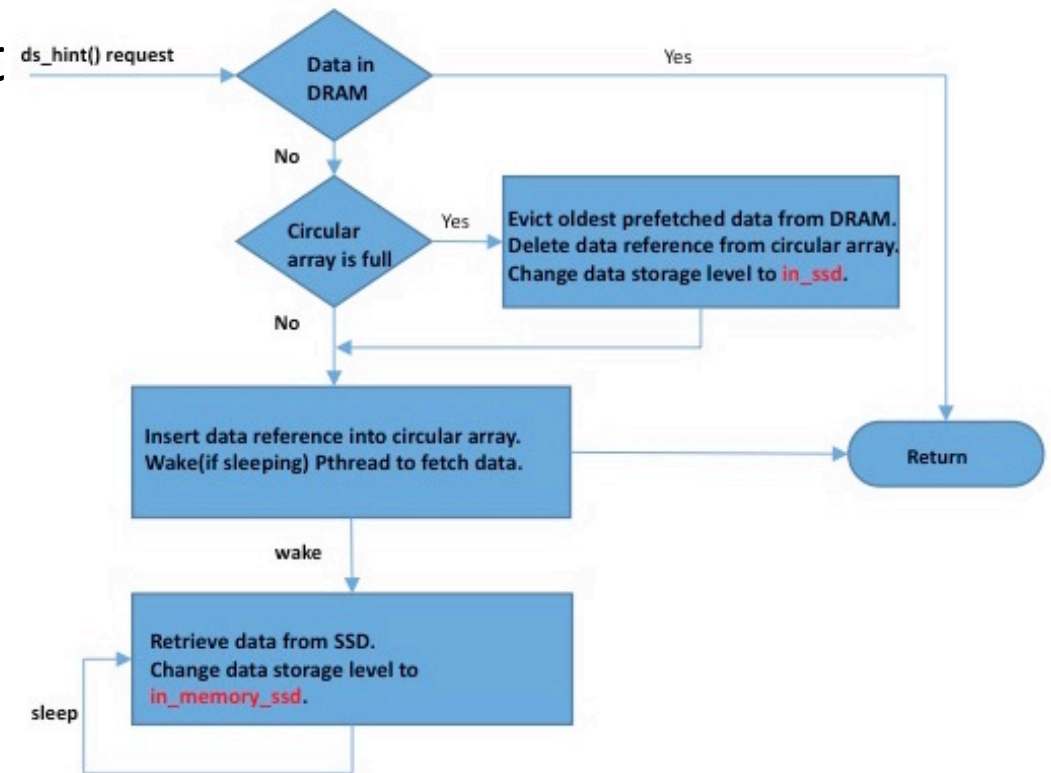 ds_hint() request
Data in
DRAM
Yes
No
Circular
array is full
Yes
Evict oldest prefetched data from DRAM.
Delete data reference from circular array.
Change data storage level to in_ssd.
No
Insert data reference into circular array.
Wake(if sleeping) Pthread to fetch data.
Return
wake
Retrieve data from SSD.
Change data storage level to
in_memory_ssd.
sleep